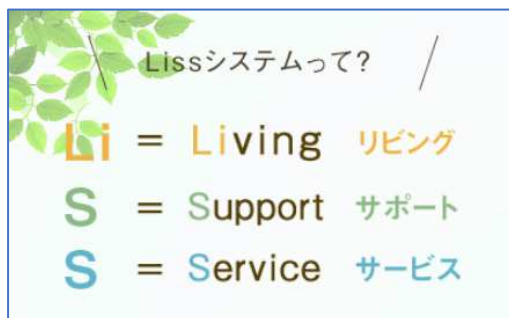 Lissシステムって?
Li = Living リビング
S = Support サポート
S = Service サービス